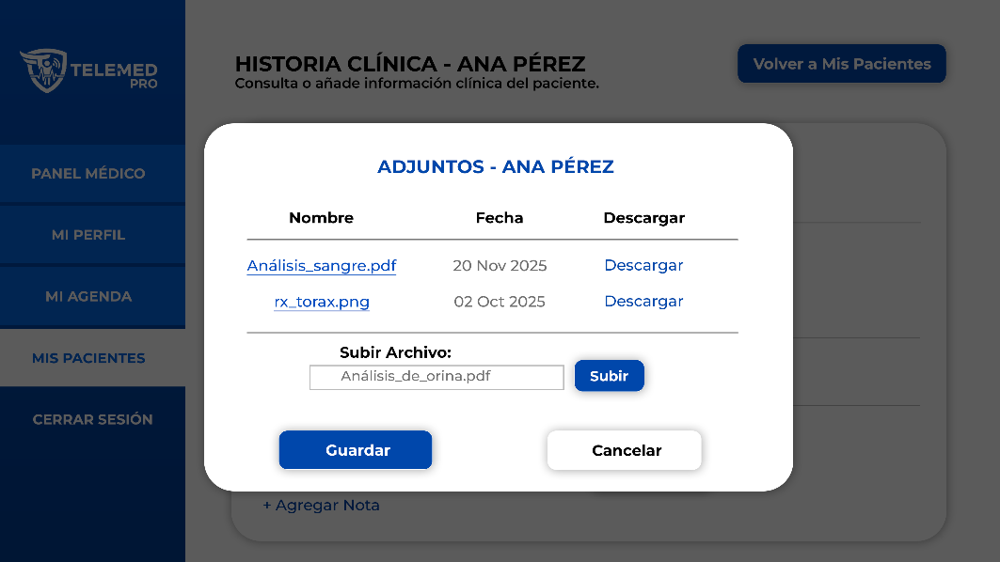 TELEMED
PRO
HISTORIA CLÍNICA - ANA PÉREZ
Consulta o añade información clínica del paciente.
Volver a Mis Pacientes
PANEL MÉDICO
MI PERFIL
MI AGENDA
MIS PACIENTES
CERRAR SESIÓN
ADJUNTOS - ANA PÉREZ
Nombre Fecha Descargar
Análisis_sangre.pdf 20 Nov 2025 Descargar
rx_torax.png 02 Oct 2025 Descargar
Subir Archivo:
Análisis_de_orina.pdf Subir
Guardar Cancelar
+ Agregar Nota